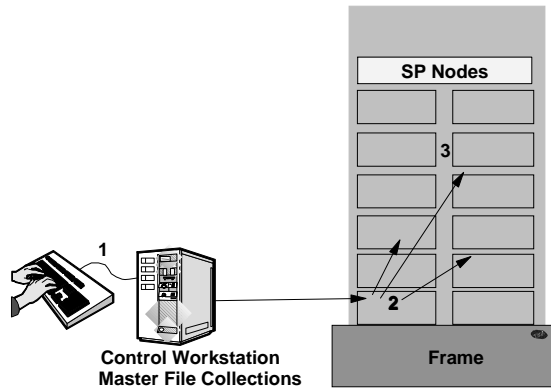 SP Nodes
3
1
2
Control Workstation
Master File Collections
Frame